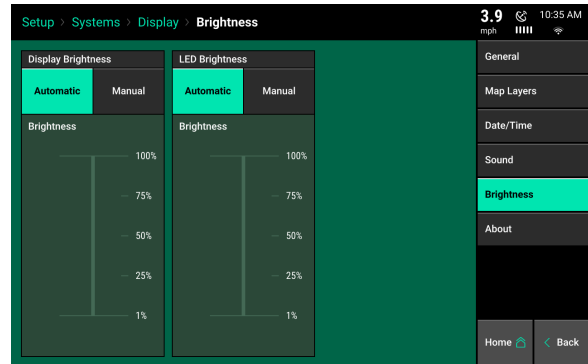 Setup > Systems > Display > Brightness
3.9
mph
10:35 AM
Display Brightness
Automatic
Manual
Brightness
100%
75%
50%
25%
1%
LED Brightness
Automatic
Manual
Brightness
100%
75%
50%
25%
1%
General
Map Layers
Date/Time
Sound
Brightness
About
Home
< Back